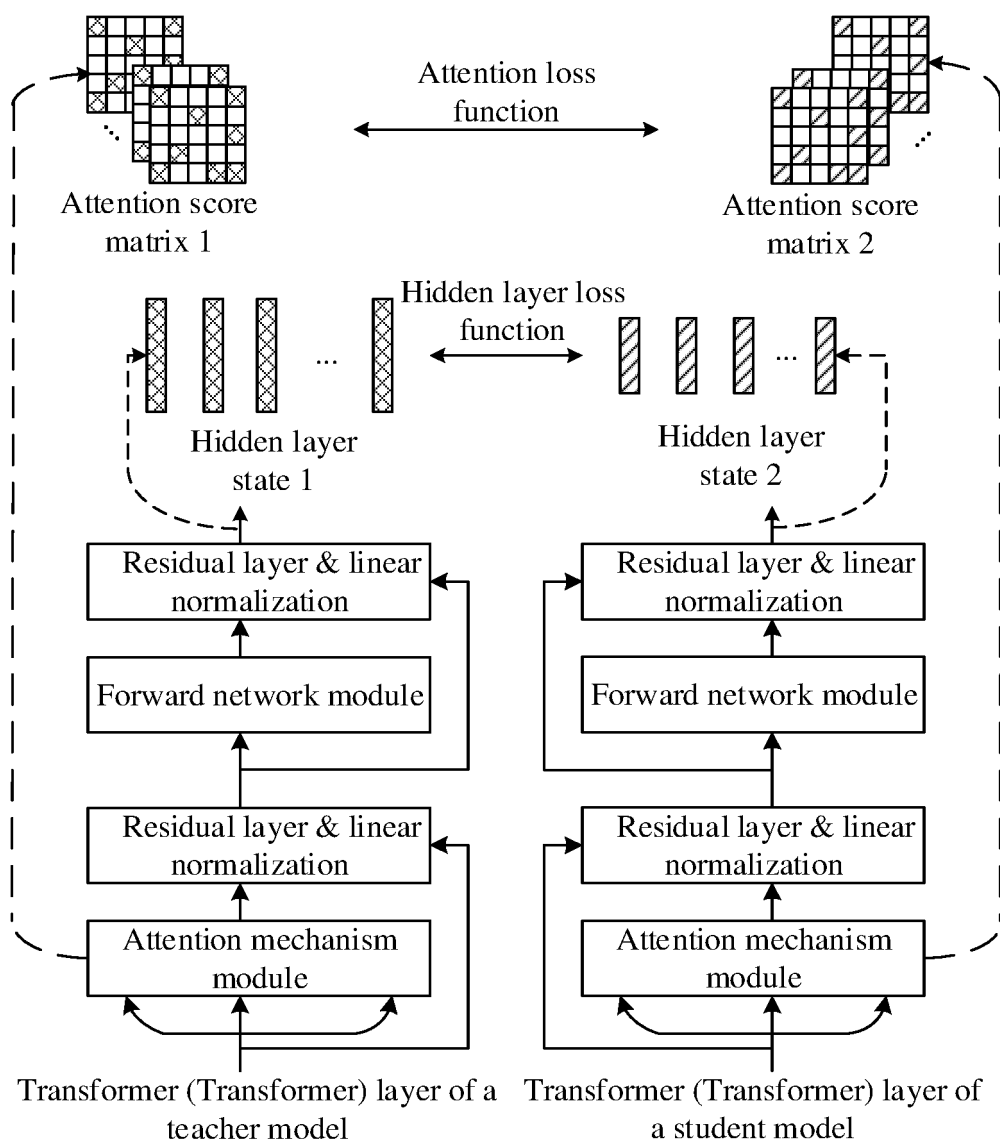 Attention loss
function
Attention score
matrix 1
Attention score
matrix 2
Hidden layer loss
function
...
...
Hidden layer
state 1
Hidden layer
state 2
Residual layer & linear
normalization
Residual layer & linear
normalization
Forward network module
Forward network module
Residual layer & linear
normalization
Residual layer & linear
normalization
Attention mechanism
module
Attention mechanism
module
Transformer (Transformer) layer of a
teacher model
Transformer (Transformer) layer of
a student model